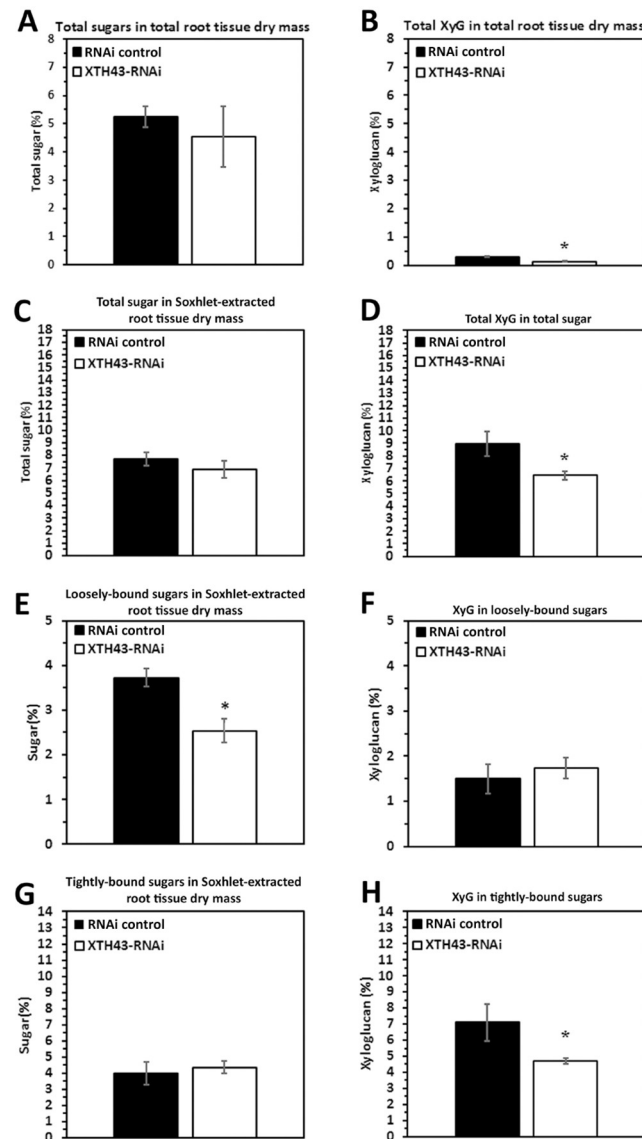 A
Total sugars in total root tissue dry mass
RNAi control
XTH43-RNAi
Total sugar (%)
8
7
6
5
4
3
2
1
0
B
Total XyG in total root tissue dry mass
RNAi control
XTH43-RNAi
Xyloglucan (%)
8
7
6
5
4
3
2
1
0
*
C
Total sugar in Soxhlet-extracted
root tissue dry mass
RNAi control
XTH43-RNAi
Total sugar (%)
18
17
16
15
14
13
12
11
10
9
8
7
6
5
4
3
2
1
0
D
Total XyG in total sugar
RNAi control
XTH43-RNAi
Xyloglucan (%)
18
17
16
15
14
13
12
11
10
9
8
7
6
5
4
3
2
1
0
*
E
Loosely-bound sugars in Soxhlet-extracted
root tissue dry mass
RNAi control
XTH43-RNAi
Sugar (%)
5
4
3
2
1
0
*
F
XyG in loosely-bound sugars
RNAi control
XTH43-RNAi
Xyloglucan (%)
5
4
3
2
1
0
G
Tightly-bound sugars in Soxhlet-extracted
root tissue dry mass
RNAi control
XTH43-RNAi
Sugar (%)
14
13
12
11
10
9
8
7
6
5
4
3
2
1
0
H
XyG in tightly-bound sugars
RNAi control
XTH43-RNAi
Xyloglucan (%)
14
13
12
11
10
9
8
7
6
5
4
3
2
1
0
*